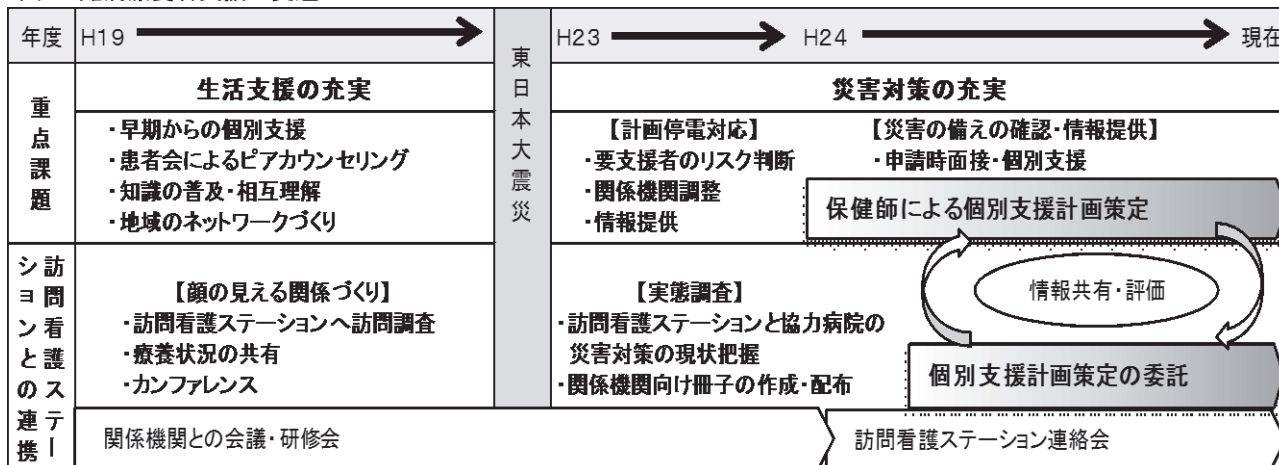 年度
H19
H23
H24
現在
東日本大震災
重点課題
生活支援の充実
・早期からの個別支援
・患者会によるピアカウンセリング
・知識の普及・相互理解
・地域のネットワークづくり
災害対策の充実
【計画停電対応】
・要支援者のリスク判断
・関係機関調整
・情報提供
【災害の備えの確認・情報提供】
・申請時面接・個別支援
保健師による個別支援計画策定
訪問看護ステー
ションとの連携
【顔の見える関係づくり】
・訪問看護ステーションへ訪問調査
・療養状況の共有
・カンファレンス
【実態調査】
・訪問看護ステーションと協力病院の
災害対策の現状把握
・関係機関向け冊子の作成・配布
情報共有・評価
個別支援計画策定の委託
関係機関との会議・研修会
訪問看護ステーション連絡会